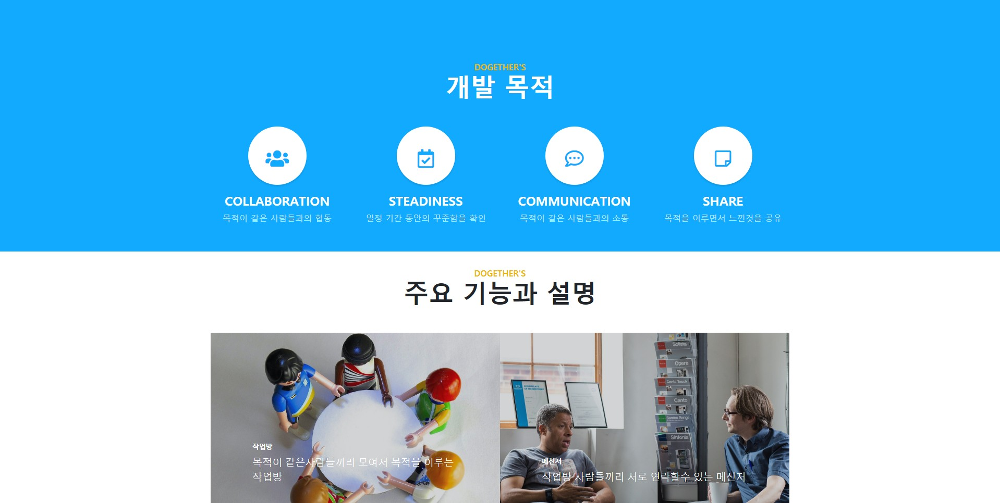 DOGETHER'S
개발 목적
COLLABORATION
목적이 같은 사람들과의 협동
STEADINESS
일정 기간 동안의 꾸준함을 확인
COMMUNICATION
목적이 같은 사람들과의 소통
SHARE
목적을 이루면서 느낀것을 공유
DOGETHER'S
주요 기능과 설명
작업방
목적이 같은사람들끼리 모여서 목적을 이루는
작업방
CERTIFICATE
OF MEMBERSHIP
Solista
Opera
Canto Touch
Canto
Samba Range
Sinfonia
메신저
작업방 사람들끼리 서로 연락할수 있는 메신저